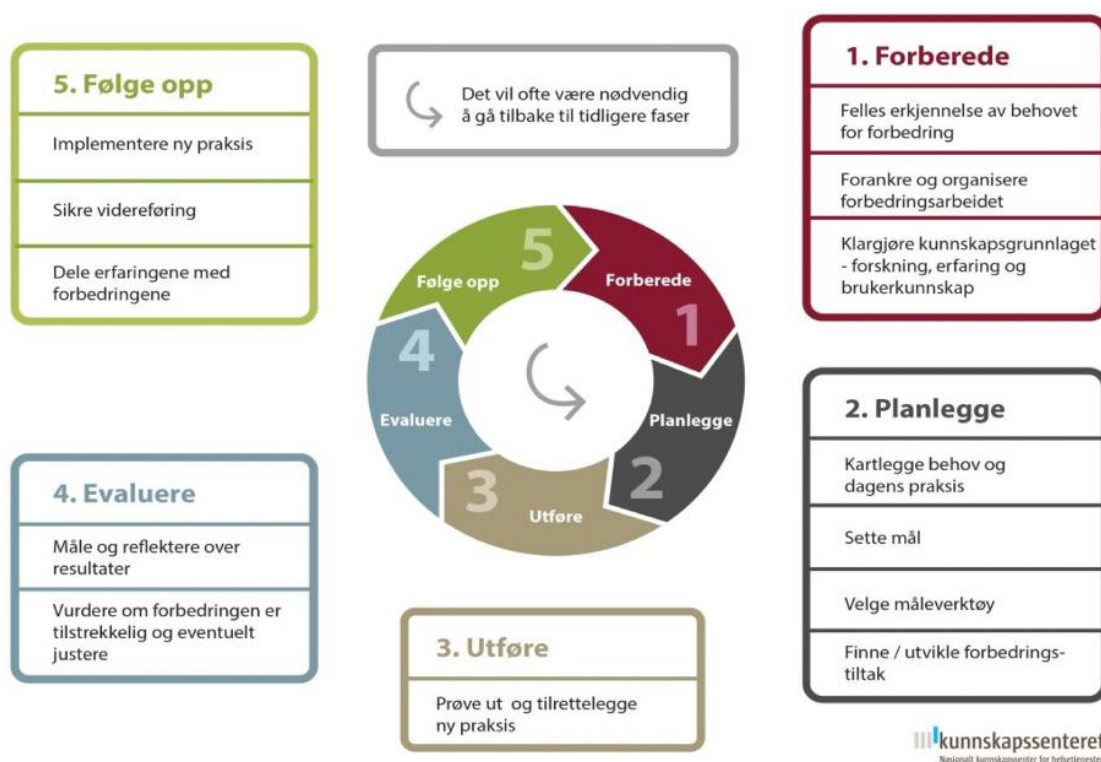 5. Følge opp
Implementere ny praksis
Sikre videreføring
Dele erfaringene med
forbedringene
Det vil ofte være nødvendig
å gå tilbake til tidligere faser
1. Forberede
Felles erkjennelse av behovet
for forbedring
Forankre og organisere
forbedringsarbeidet
Klargjøre kunnskapsgrunnlaget
- forskning, erfaring og
brukerkunnskap
5
Følge opp
Forberede
1
4
Evaluere
Planlegge
2
3
Utføre
2. Planlegge
Kartlegge behov og
dagens praksis
Sette mål
Velge måleverktøy
Finne / utvikle forbedrings-
tiltak
4. Evaluere
Måle og reflektere over
resultater
Vurdere om forbedringen er
tilstrekkelig og eventuelt
justere
3. Utføre
Prøve ut og tilrettelegge
ny praksis
kunnskapssenteret
Nasjonalt kunnskapssenter for helsetjenesten